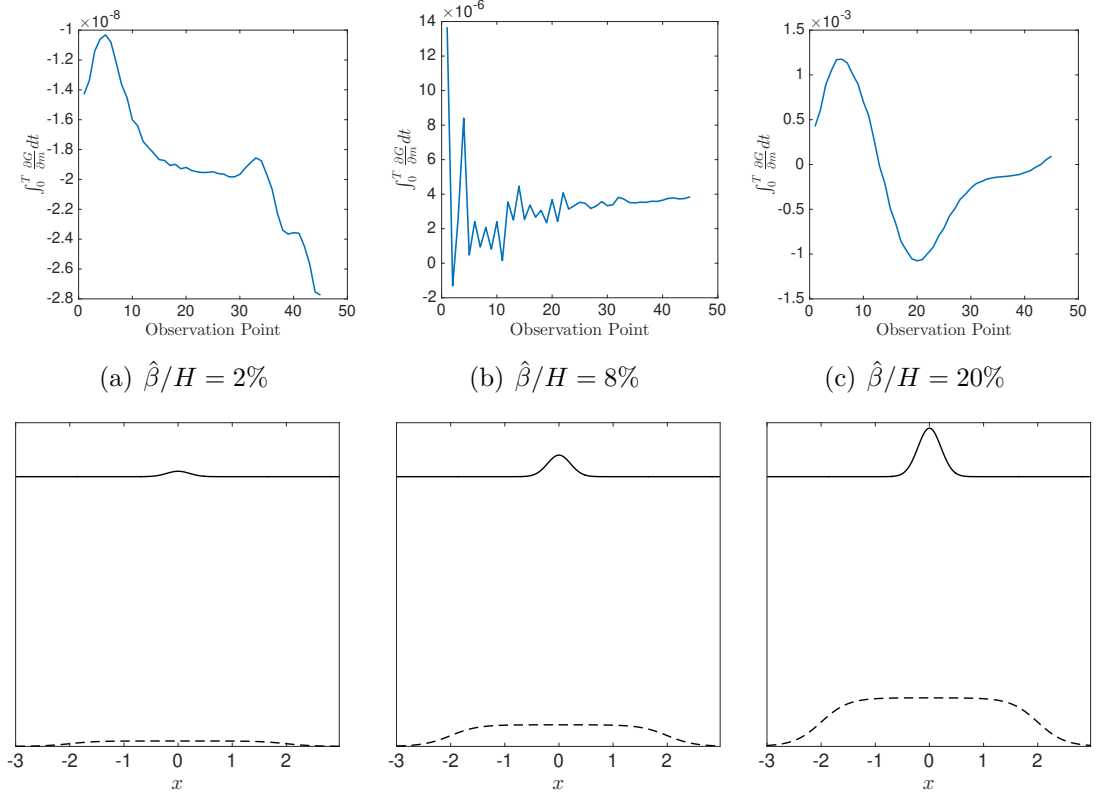 ×10⁻⁸
-1
-1.2
-1.4
-1.6
-1.8
-2
-2.2
-2.4
-2.6
-2.8
0 10 20 30 40 50
Observation Point
∫₀ᵀ ∂G/∂m dt
×10⁻⁶
14
12
10
8
6
4
2
0
-2
0 10 20 30 40 50
Observation Point
∫₀ᵀ ∂G/∂m dt
×10⁻³
1.5
1
0.5
0
-0.5
-1
-1.5
0 10 20 30 40 50
Observation Point
∫₀ᵀ ∂G/∂m dt
(a) β̂/H = 2%
(b) β̂/H = 8%
(c) β̂/H = 20%
-3 -2 -1 0 1 2
x
-3 -2 -1 0 1 2
x
-3 -2 -1 0 1 2
x